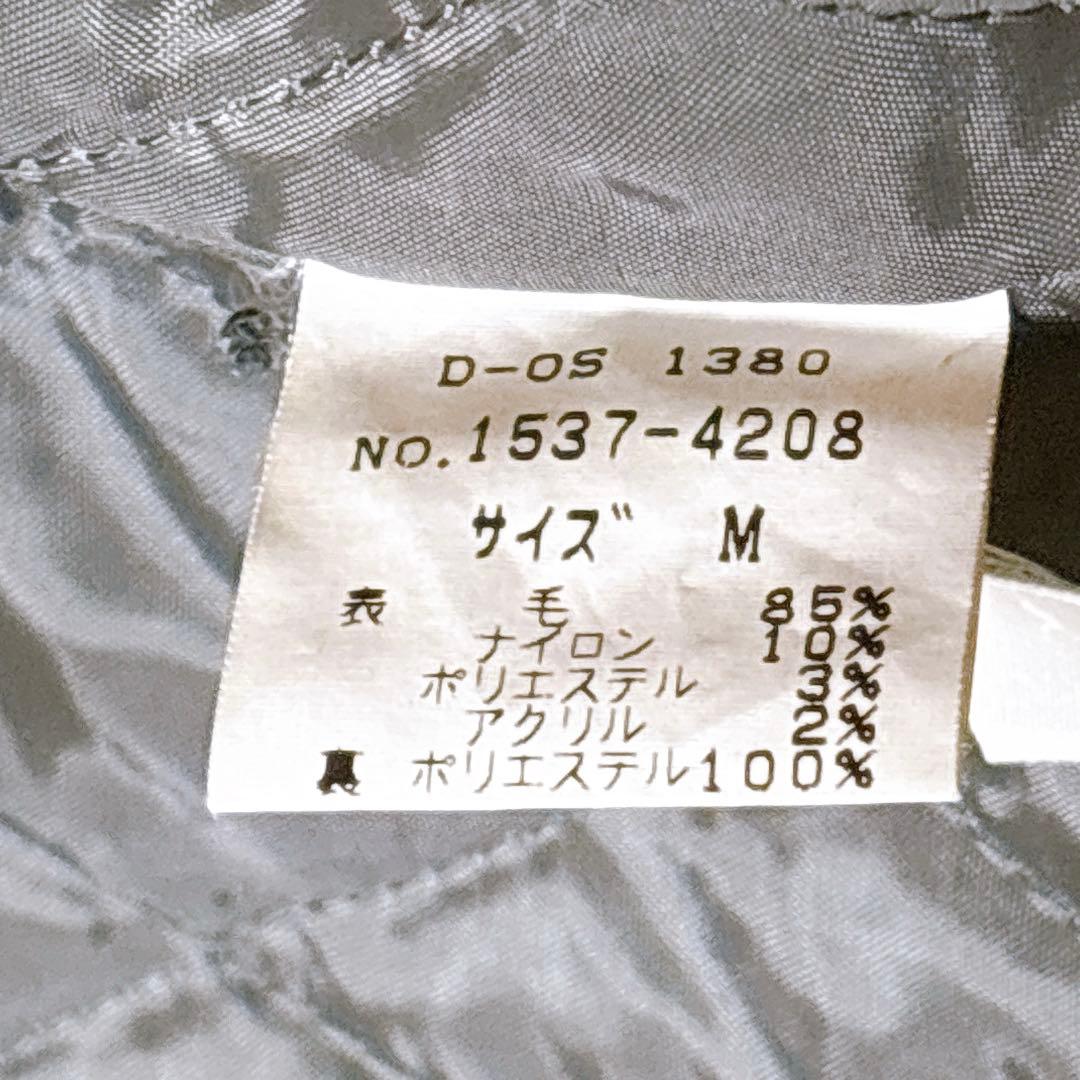 D-OS 1380
NO.1537-4208
サイズ M
表 毛 85%
ナイロン 10%
ポリエステル 3%
アクリル 2%
裏 ポリエステル100%